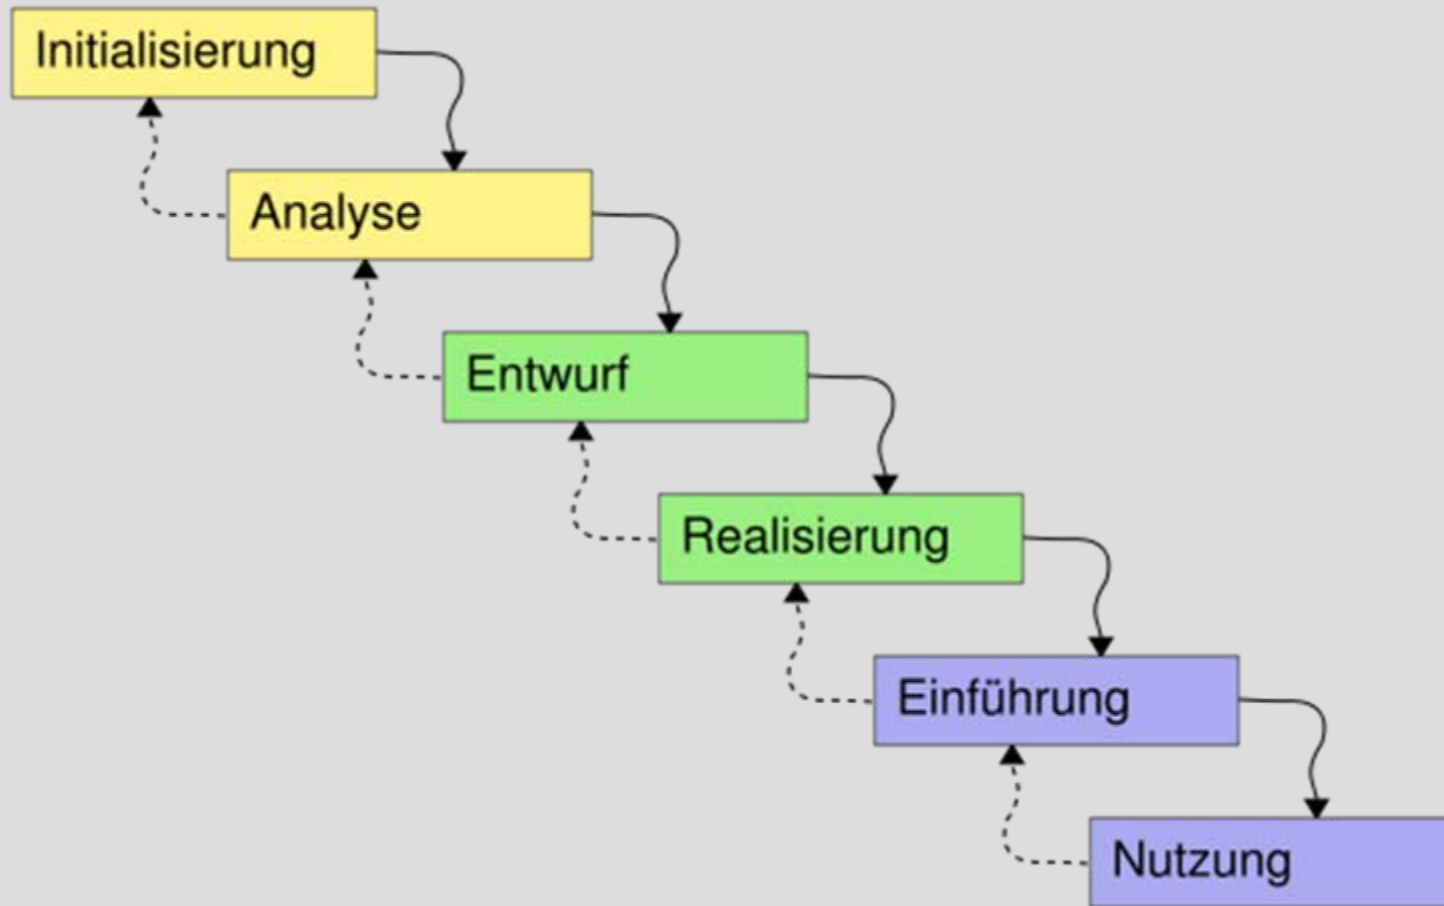 Initialisierung
Analyse
Entwurf
Realisierung
Einführung
Nutzung